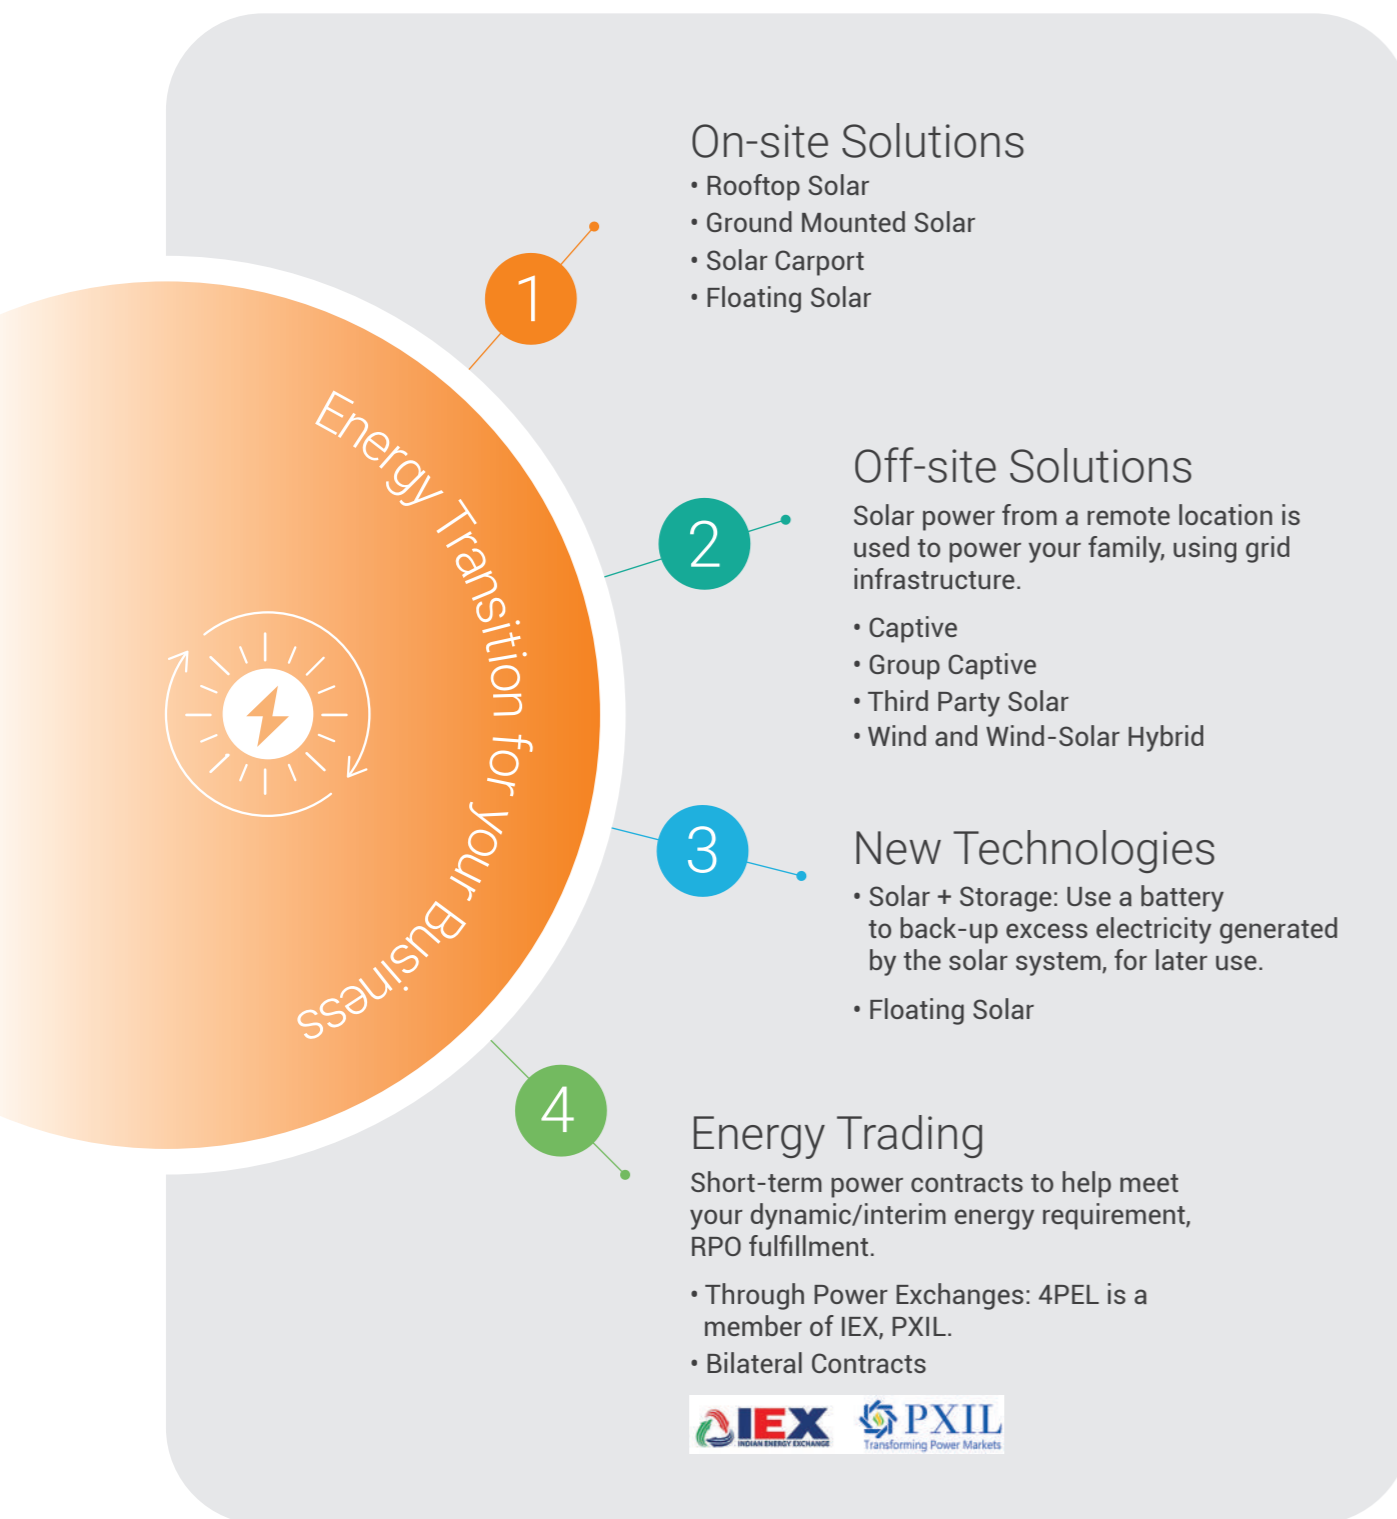 Energy Transition for your Business
1
On-site Solutions
• Rooftop Solar
• Ground Mounted Solar
• Solar Carport
• Floating Solar
2
Off-site Solutions
Solar power from a remote location is
used to power your family, using grid
infrastructure.
• Captive
• Group Captive
• Third Party Solar
• Wind and Wind-Solar Hybrid
3
New Technologies
• Solar + Storage: Use a battery
to back-up excess electricity generated
by the solar system, for later use.
• Floating Solar
4
Energy Trading
Short-term power contracts to help meet
your dynamic/interim energy requirement,
RPO fulfillment.
• Through Power Exchanges: 4PEL is a
member of IEX, PXIL.
• Bilateral Contracts
IEX
INDIAN ENERGY EXCHANGE
PXIL
Transforming Power Markets